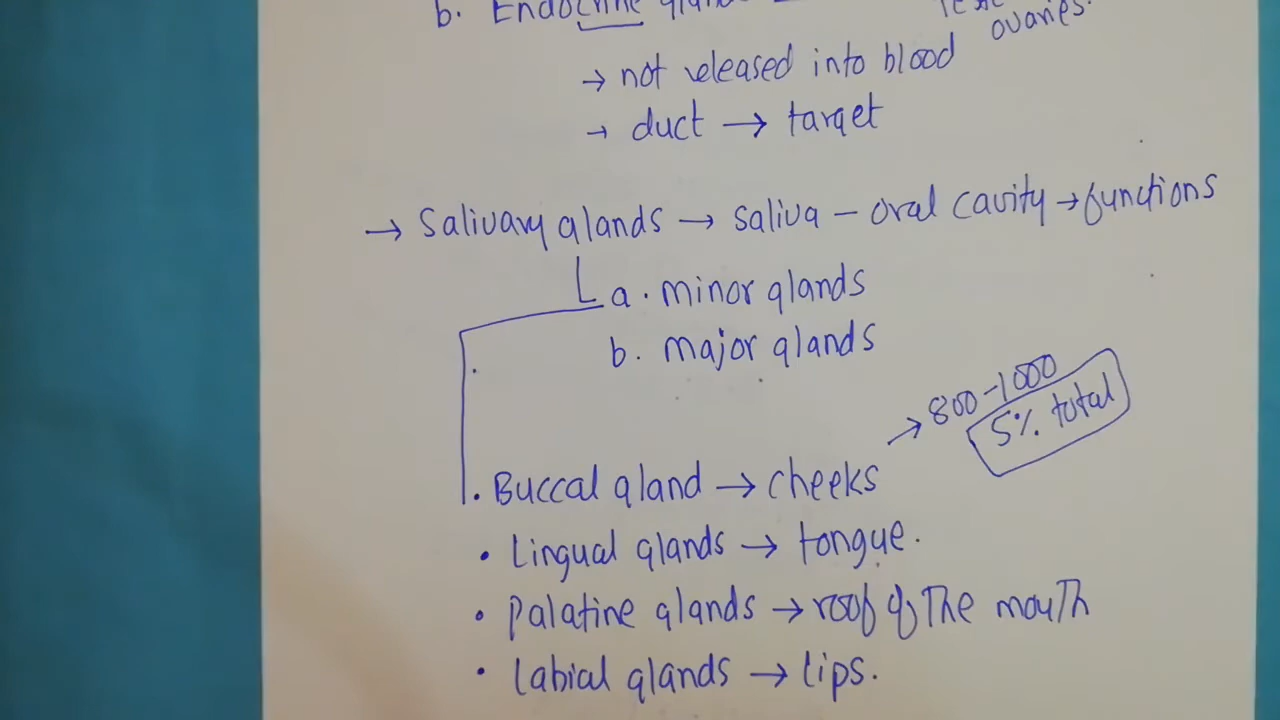 b. Endocrine glands
ovaries.
→ not released into blood
→ duct → target
→ Salivary glands → saliva – oral cavity → functions
a. minor glands
b. major glands
→ 800-1000
5% total
. Buccal gland → cheeks
• Lingual glands → tongue.
• palatine glands → roof of The mouth
• Labial glands → lips.